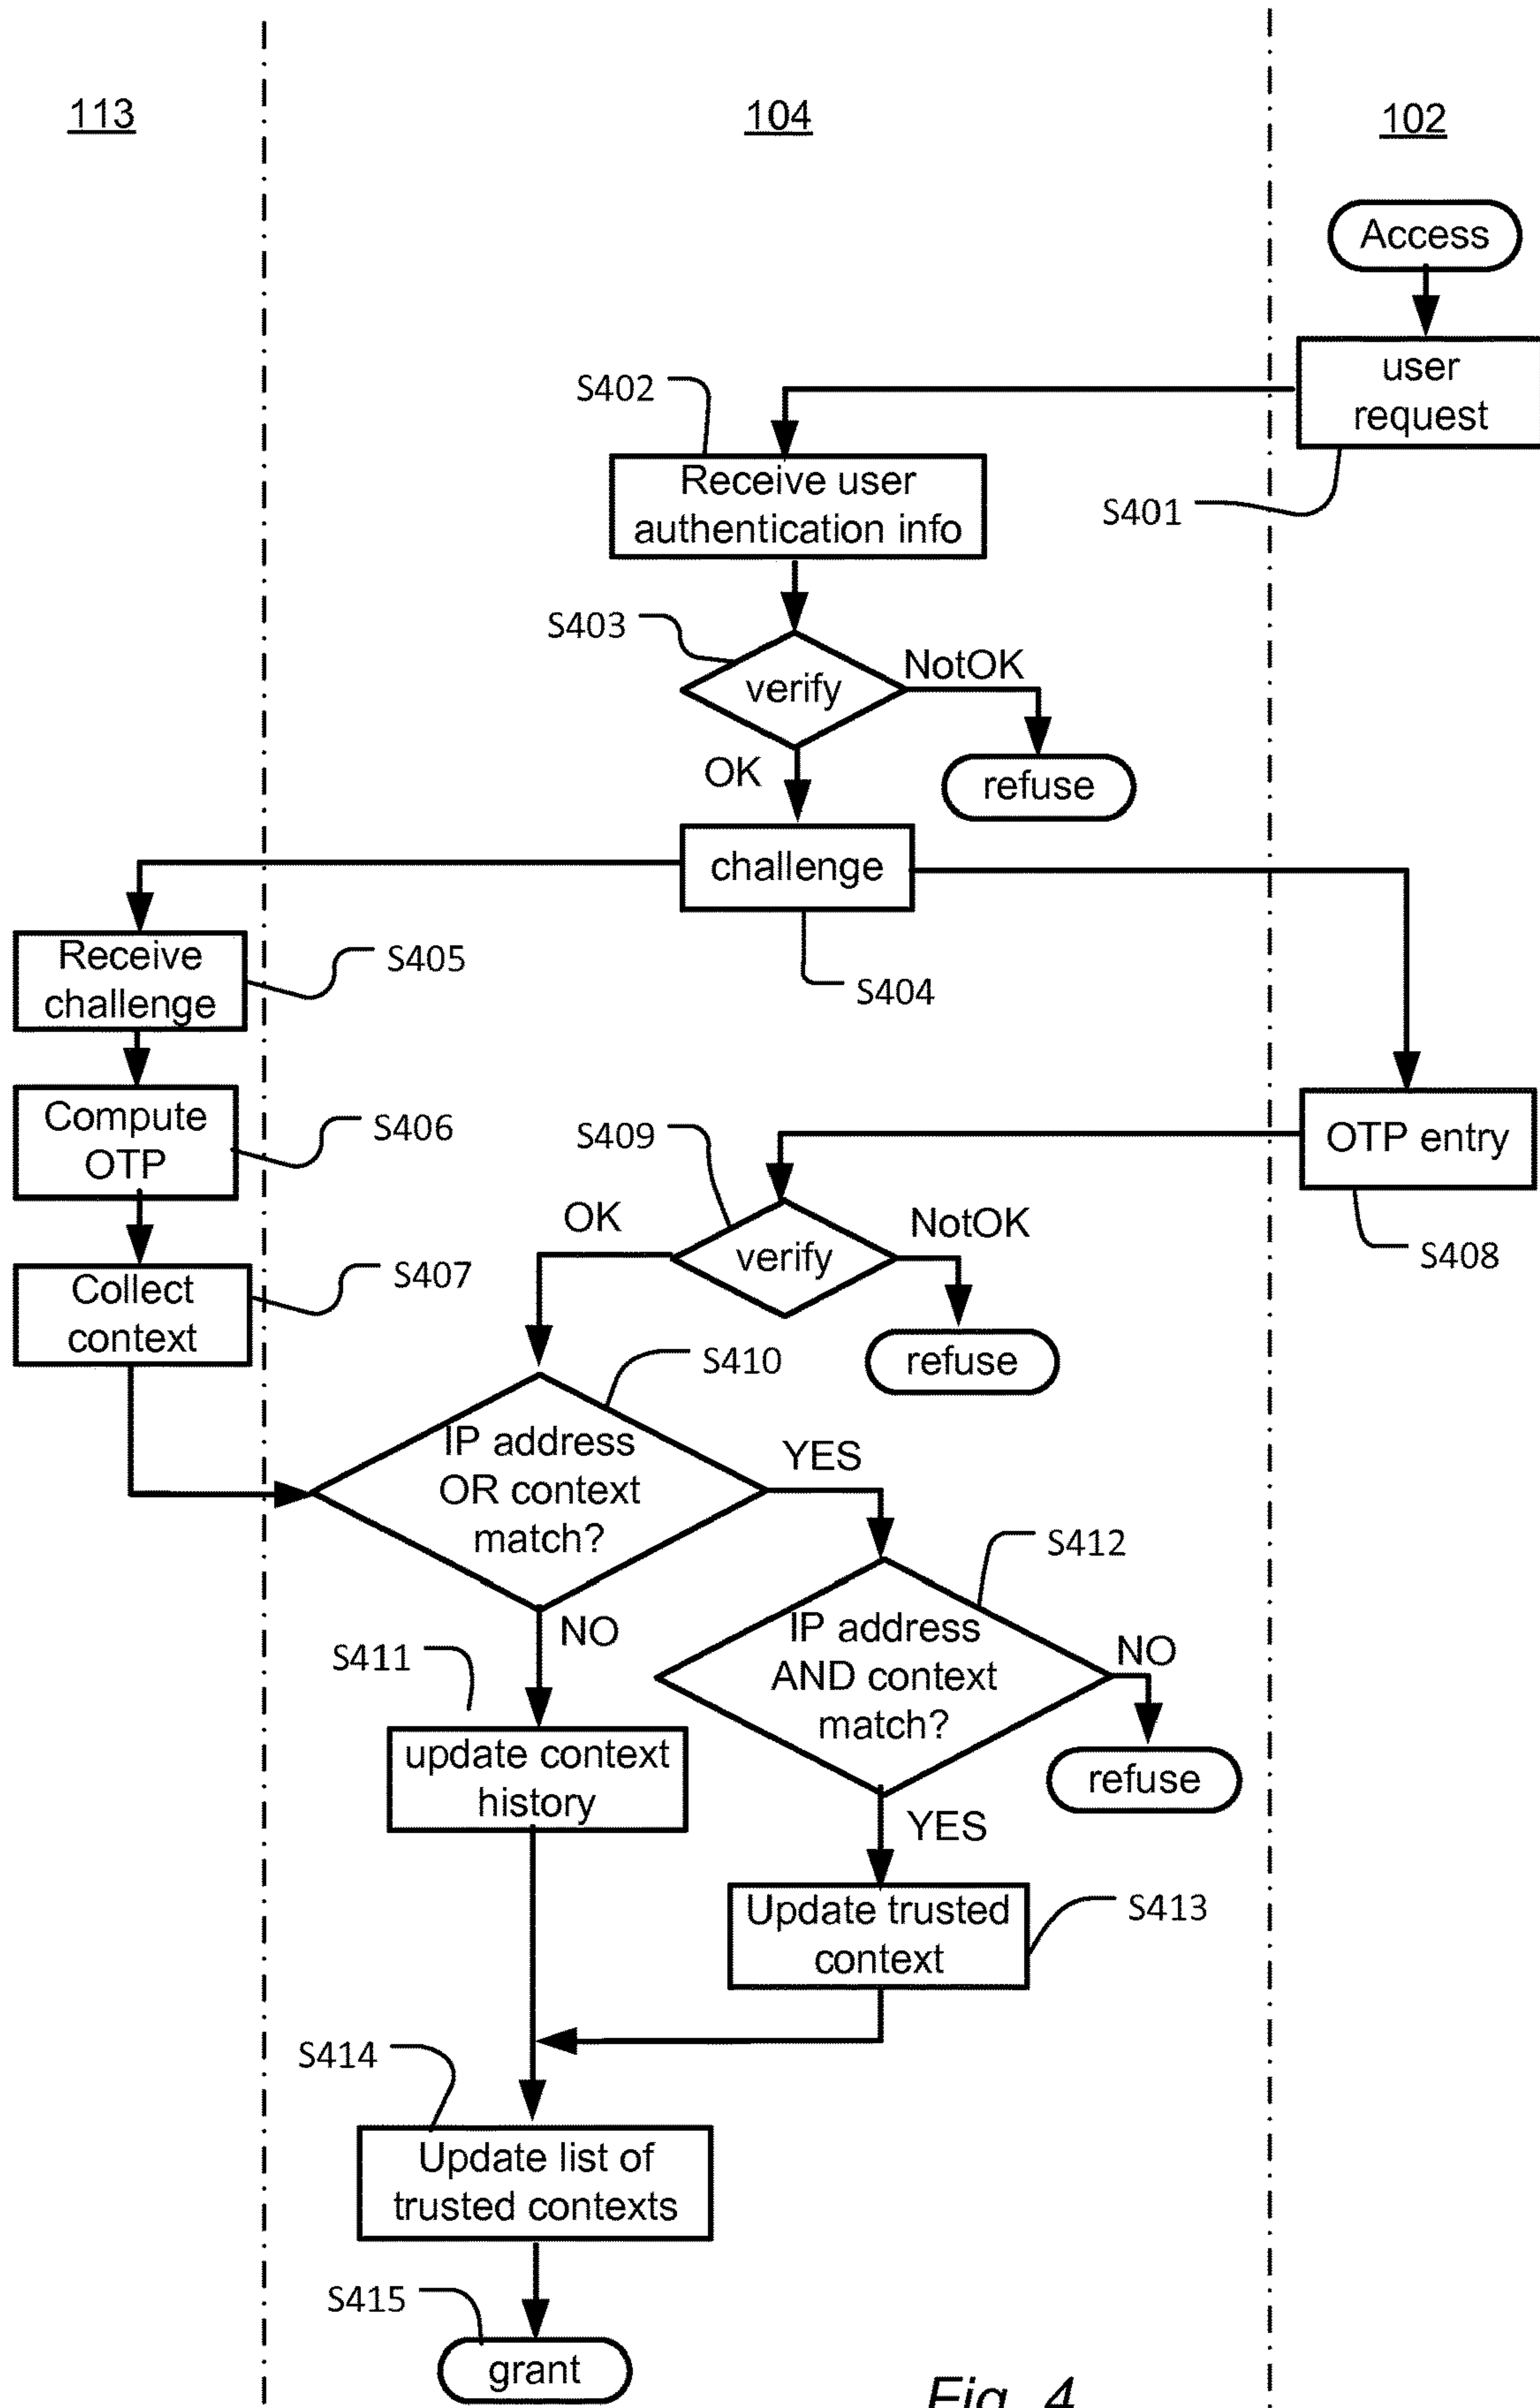 113
104
102
Access
user
request
S402
S401
Receive user
authentication info
S403
verify
NotOK
OK
refuse
challenge
S404
Receive
challenge
S405
Compute
OTP
S406
S409
OTP entry
S408
OK
verify
NotOK
Collect
context
S407
refuse
S410
IP address
OR context
match?
YES
S412
NO
IP address
AND context
match?
NO
S411
refuse
update context
history
YES
Update trusted
context
S413
S414
Update list of
trusted contexts
S415
grant
Fig. 4